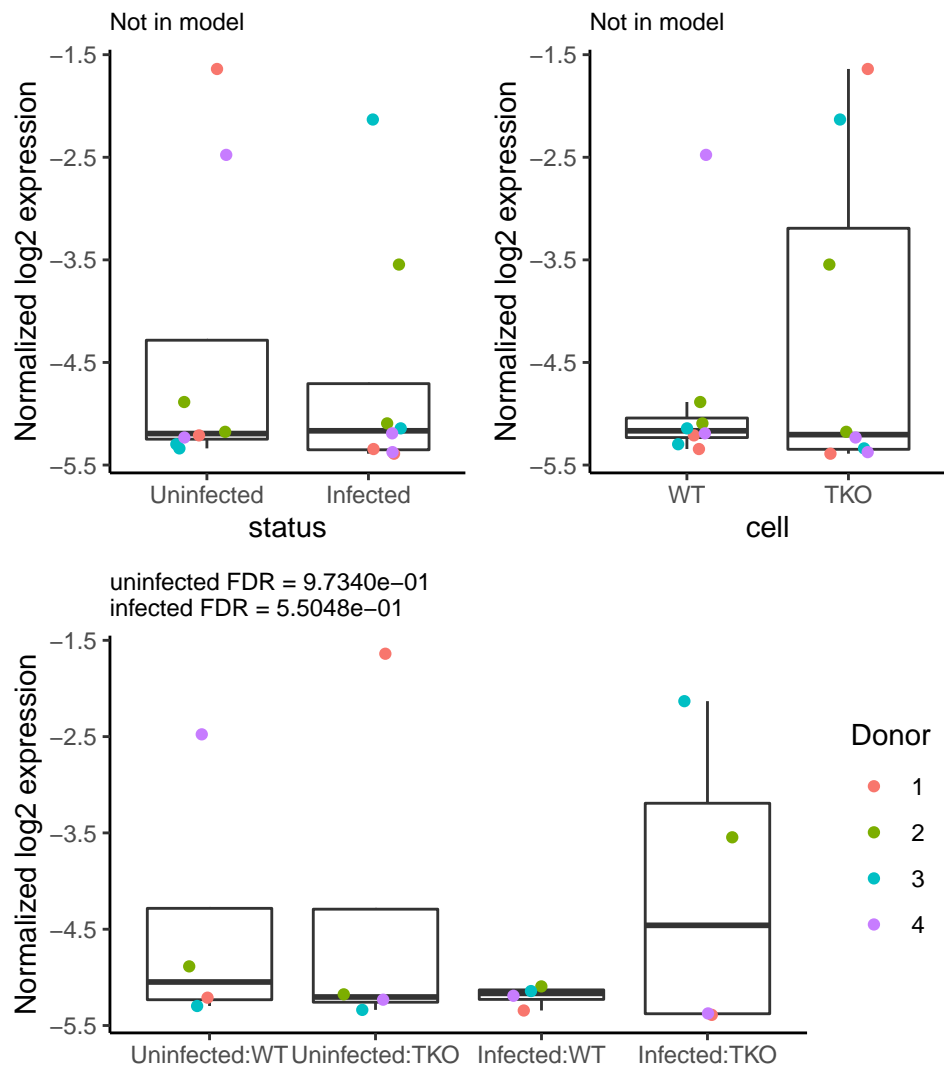 Not in model
Normalized log2 expression
−1.5
−2.5
−3.5
−4.5
−5.5
Uninfected Infected
status
Not in model
Normalized log2 expression
−1.5
−2.5
−3.5
−4.5
−5.5
WT TKO
cell
uninfected FDR = 9.7340e−01
infected FDR = 5.5048e−01
Normalized log2 expression
−1.5
−2.5
−3.5
−4.5
−5.5
Uninfected:WT Uninfected:TKO Infected:WT Infected:TKO
Donor
1
2
3
4